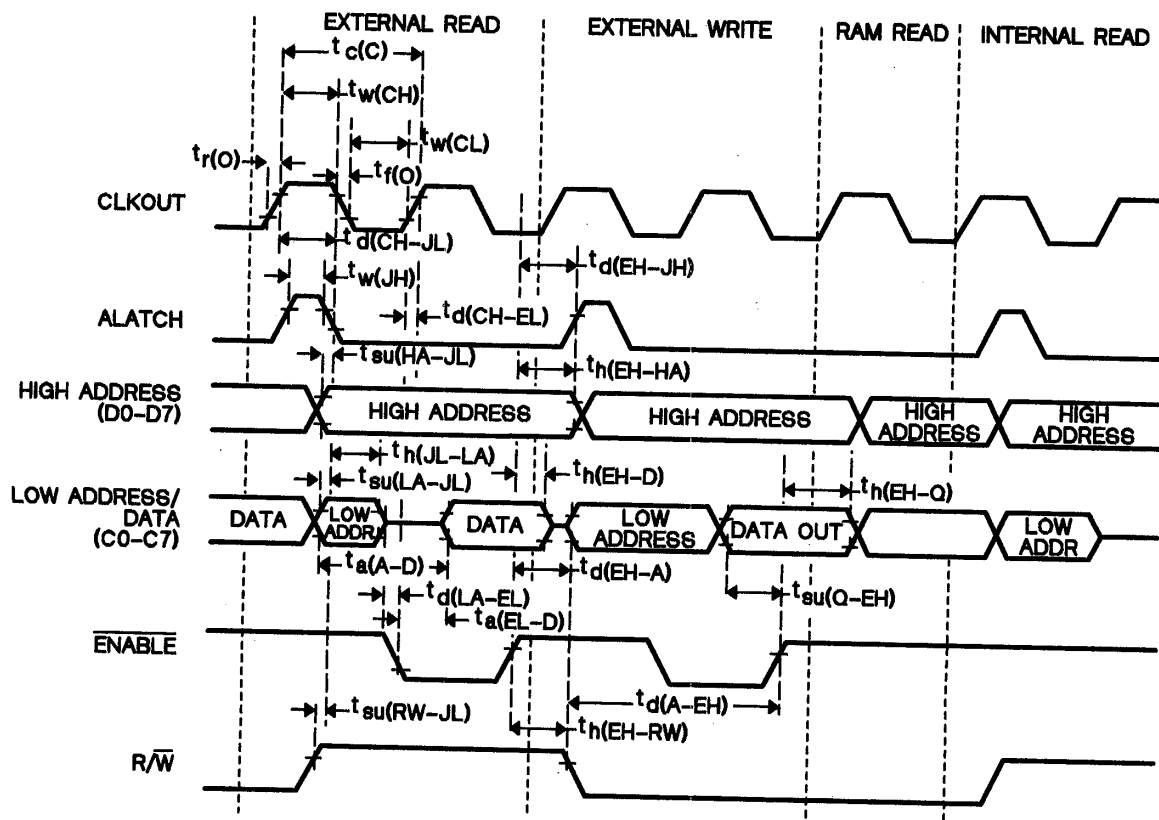 EXTERNAL READ
EXTERNAL WRITE
RAM READ
INTERNAL READ
tc(C)
tw(CH)
tw(CL)
tr(O)
tf(O)
CLKOUT
td(CH-JL)
td(EH-JH)
tw(JH)
td(CH-EL)
ALATCH
tsu(HA-JL)
th(EH-HA)
HIGH ADDRESS
(D0-D7)
HIGH ADDRESS
HIGH ADDRESS
HIGH
ADDRESS
HIGH
ADDRESS
th(JL-LA)
th(EH-D)
tsu(LA-JL)
th(EH-Q)
LOW ADDRESS/
DATA
(C0-C7)
DATA
LOW
ADDR
DATA
LOW
ADDRESS
DATA OUT
LOW
ADDR
ta(A-D)
td(EH-A)
td(LA-EL)
tsu(Q-EH)
ta(EL-D)
ENABLE
td(A-EH)
tsu(RW-JL)
th(EH-RW)
R/W